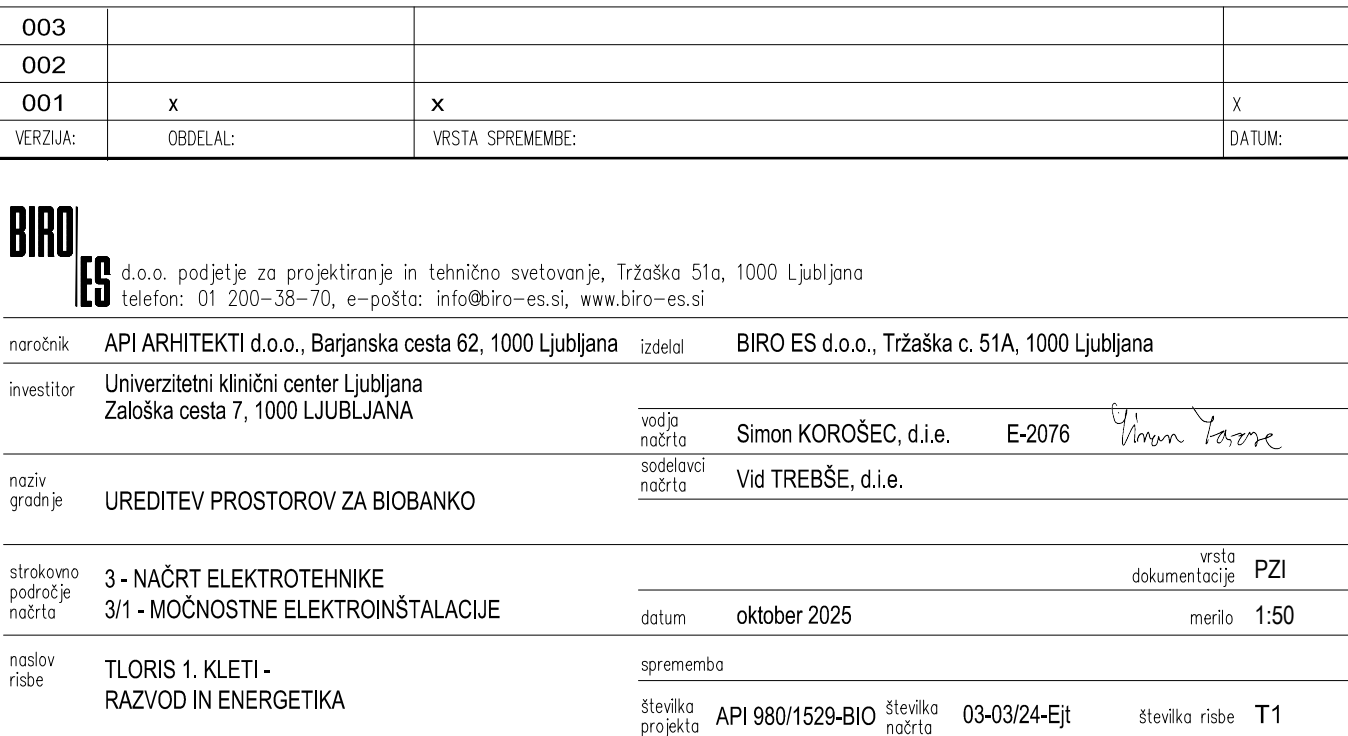 003
002
001 x x X
VERZIJA: OBDELAL: VRSTA SPREMEMBE: DATUM:
BIRO
ES d.o.o. podjetje za projektiranje in tehnično svetovanje, Tržaška 51a, 1000 Ljubljana
telefon: 01 200-38-70, e-pošta: info@biro-es.si, www.biro-es.si
naročnik API ARHITEKTI d.o.o., Barjanska cesta 62, 1000 Ljubljana izdelal BIRO ES d.o.o., Tržaška c. 51A, 1000 Ljubljana
investitor Univerzitetni klinični center Ljubljana
Zaloška cesta 7, 1000 LJUBLJANA
vodja
načrta Simon KOROŠEC, d.i.e. E-2076
sodelavci
načrta Vid TREBŠE, d.i.e.
naziv
gradnje UREDITEV PROSTOROV ZA BIOBANKO
strokovno
področje
načrta
3 - NAČRT ELEKTROTEHNIKE
3/1 - MOČNOSTNE ELEKTROINŠTALACIJE
vrsta
dokumentacije PZI
datum oktober 2025 merilo 1:50
naslov
risbe
TLORIS 1. KLETI -
RAZVOD IN ENERGETIKA
sprememba
številka
projekta API 980/1529-BIO
številka
načrta 03-03/24-Ejt
številka risbe T1